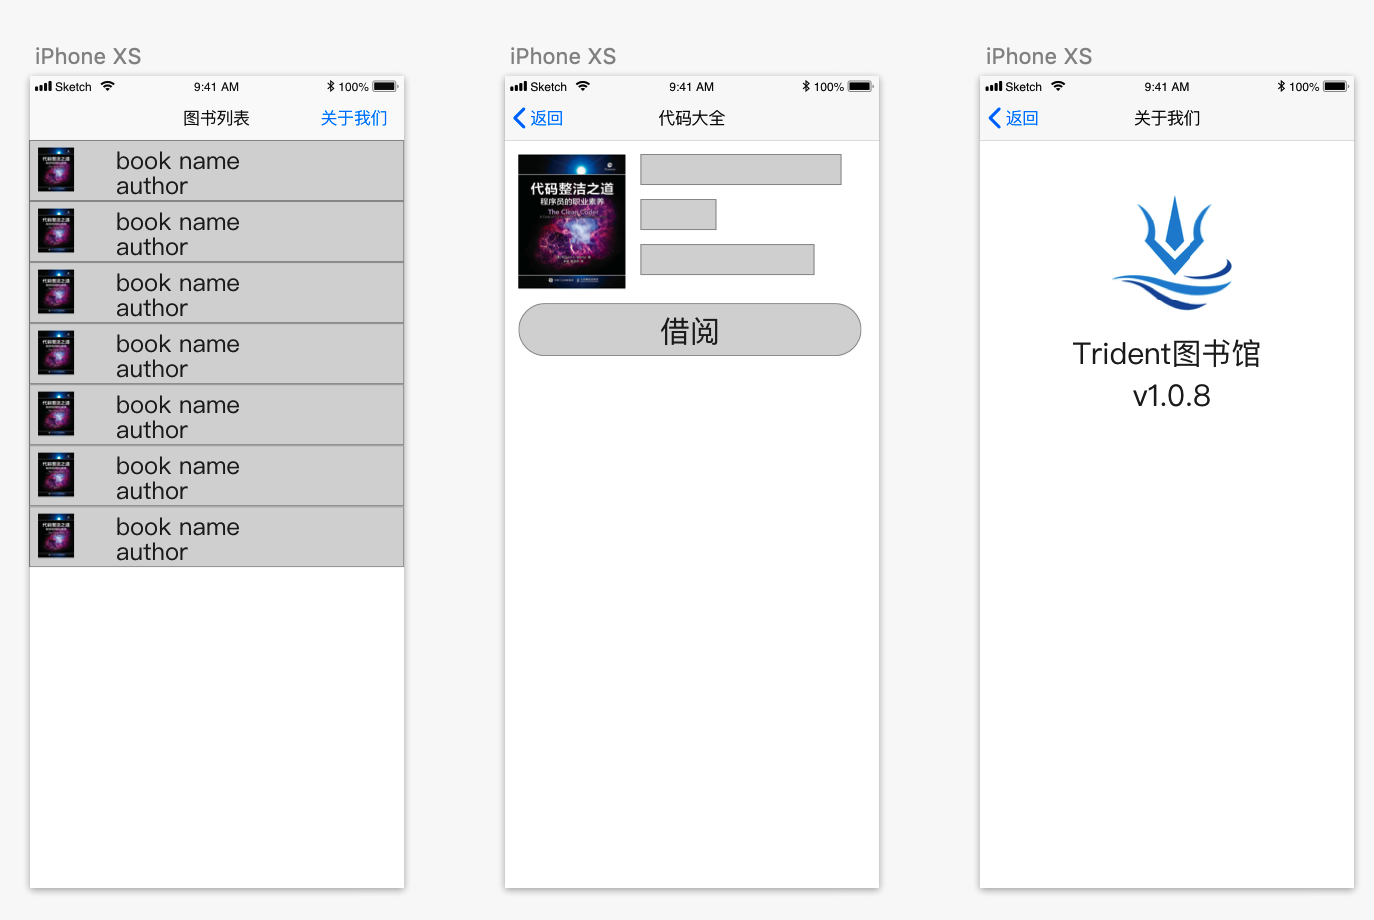 iPhone XS
Sketch 9:41 AM 100%
图书列表 关于我们
book name
author
book name
author
book name
author
book name
author
book name
author
book name
author
book name
author
iPhone XS
Sketch 9:41 AM 100%
返回 代码大全
代码整洁之道
程序员的职业素养
The Clean Coder
借阅
iPhone XS
Sketch 9:41 AM 100%
返回 关于我们
Trident图书馆
v1.0.8